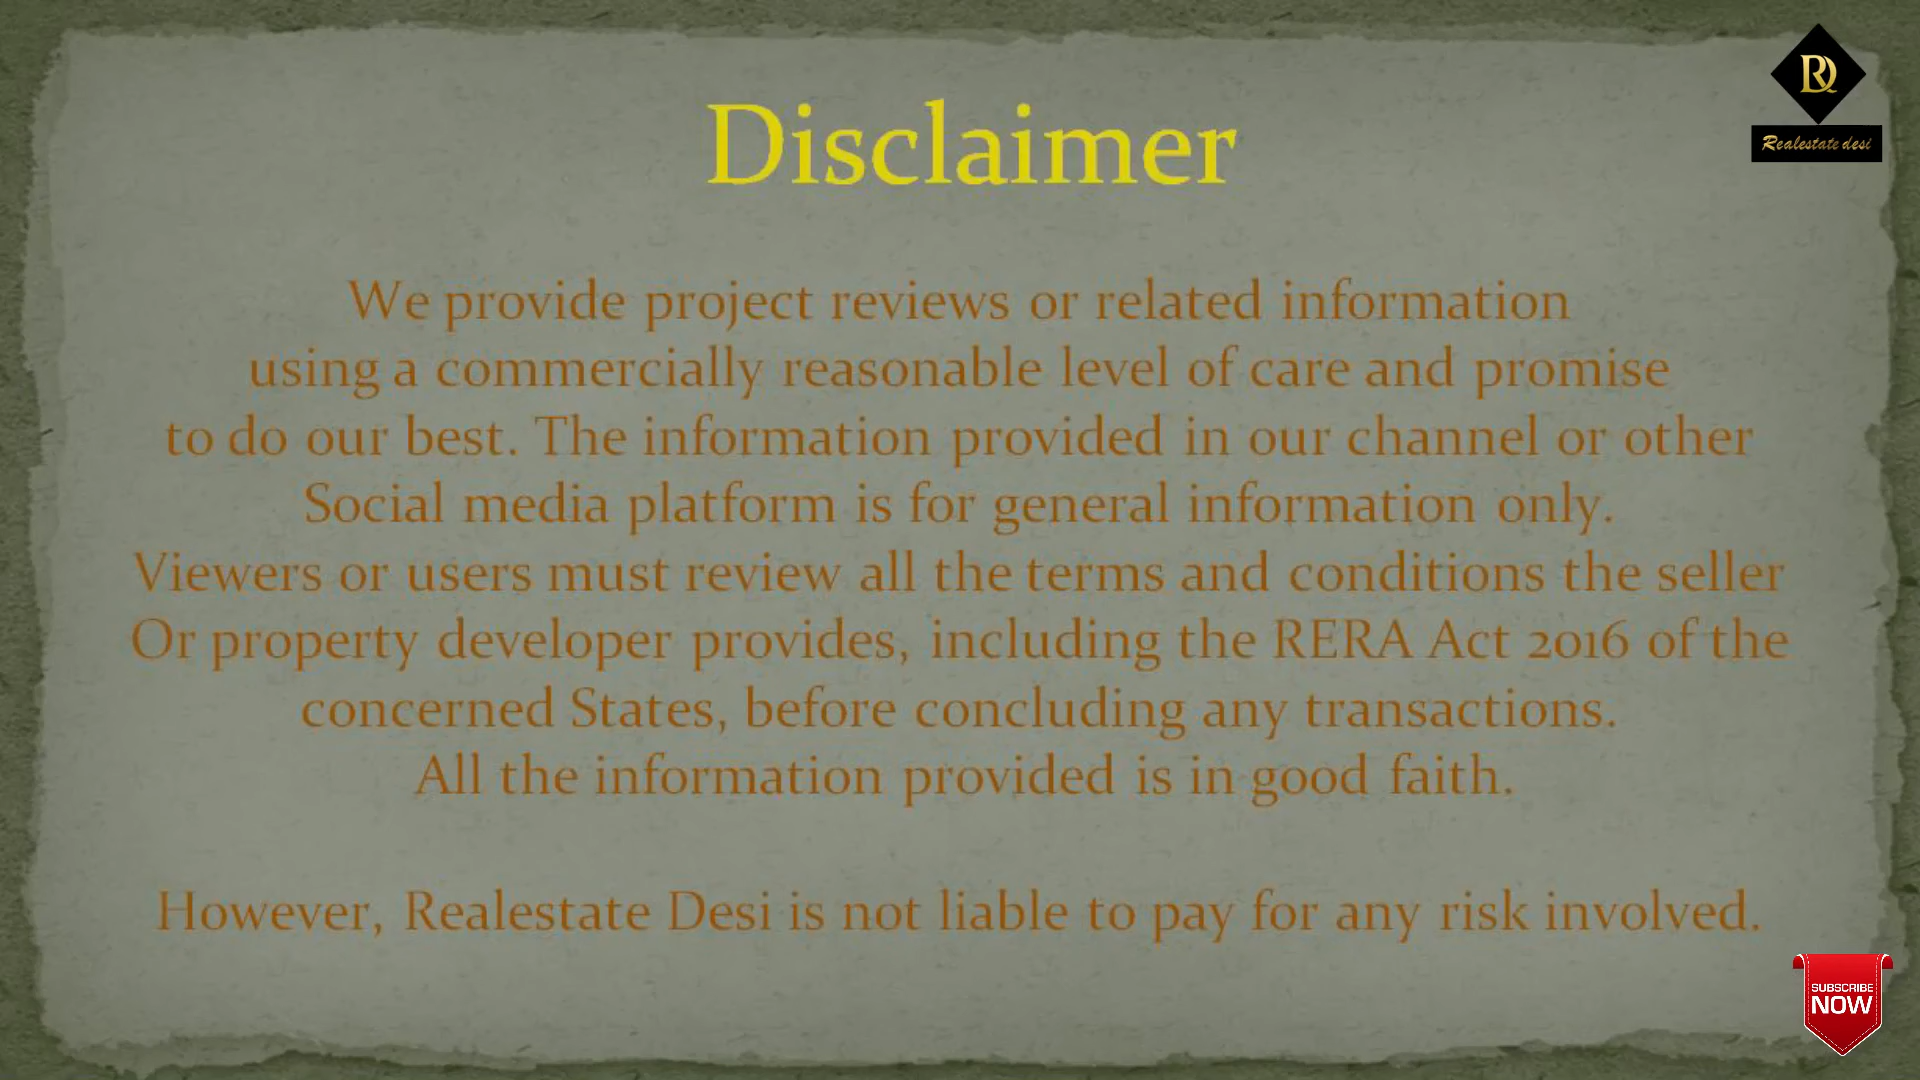 Disclaimer
Realestate desi
We provide project reviews or related information
using a commercially reasonable level of care and promise
to do our best. The information provided in our channel or other
Social media platform is for general information only.
Viewers or users must review all the terms and conditions the seller
Or property developer provides, including the RERA Act 2016 of the
concerned States, before concluding any transactions.
All the information provided is in good faith.
However, Realestate Desi is not liable to pay for any risk involved.
SUBSCRIBE
NOW